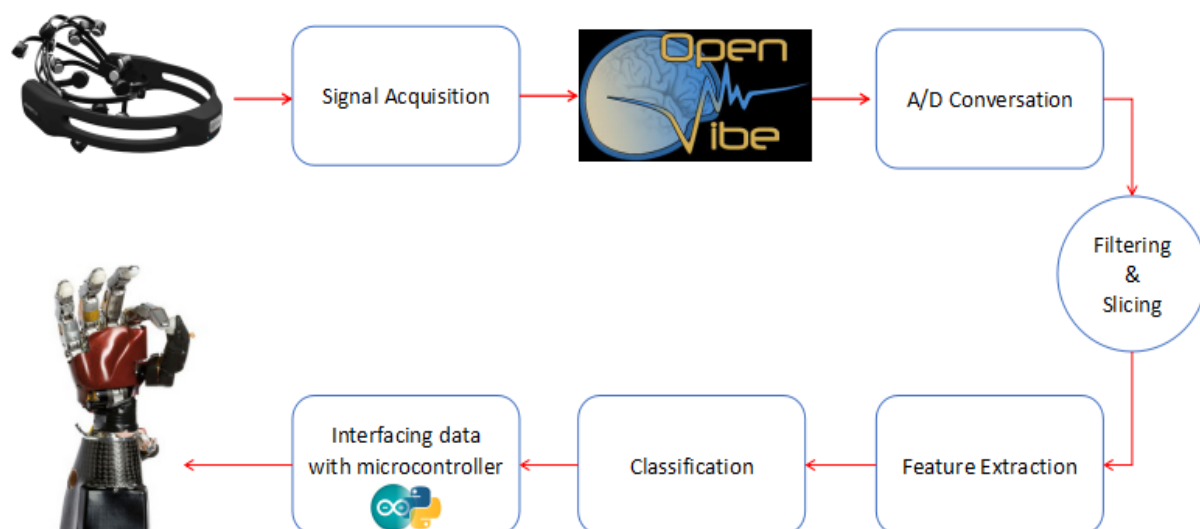 Signal Acquisition
Open
Vibe
A/D Conversation
Filtering
&
Slicing
Feature Extraction
Classification
Interfacing data
with microcontroller